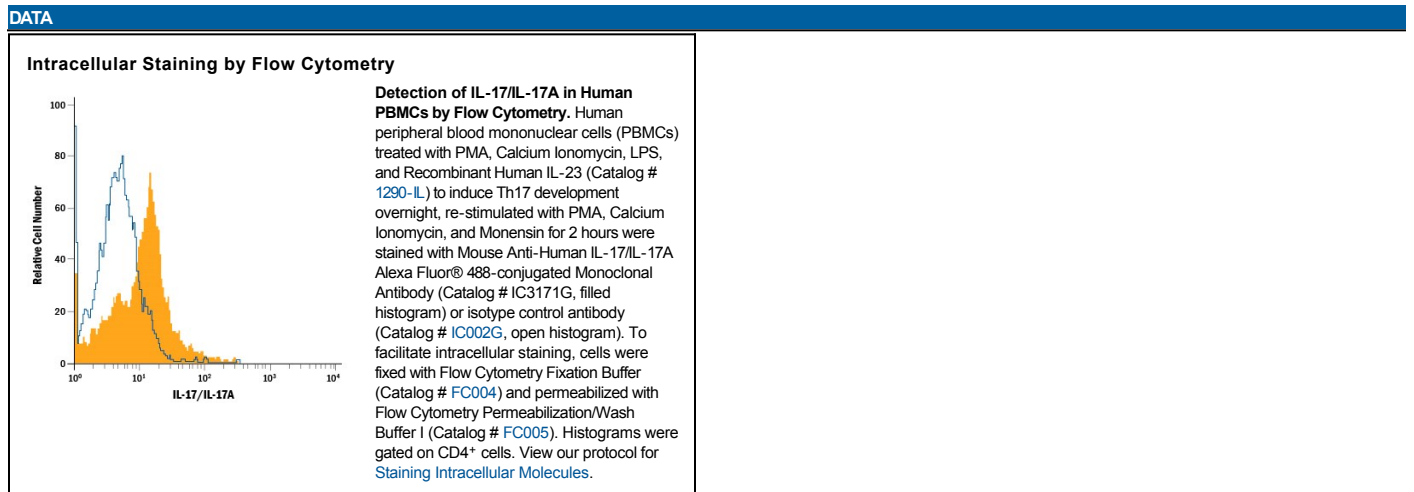 DATA
Intracellular Staining by Flow Cytometry
100
80
60
40
20
0
Relative Cell Number
10⁰ 10¹ 10² 10³ 10⁴
IL-17/IL-17A
Detection of IL-17/IL-17A in Human
PBMCs by Flow Cytometry. Human
peripheral blood mononuclear cells (PBMCs)
treated with PMA, Calcium Ionomycin, LPS,
and Recombinant Human IL-23 (Catalog #
1290-IL) to induce Th17 development
overnight, re-stimulated with PMA, Calcium
Ionomycin, and Monensin for 2 hours were
stained with Mouse Anti-Human IL-17/IL-17A
Alexa Fluor® 488-conjugated Monoclonal
Antibody (Catalog # IC3171G, filled
histogram) or isotype control antibody
(Catalog # IC002G, open histogram). To
facilitate intracellular staining, cells were
fixed with Flow Cytometry Fixation Buffer
(Catalog # FC004) and permeabilized with
Flow Cytometry Permeabilization/Wash
Buffer I (Catalog # FC005). Histograms were
gated on CD4⁺ cells. View our protocol for
Staining Intracellular Molecules.